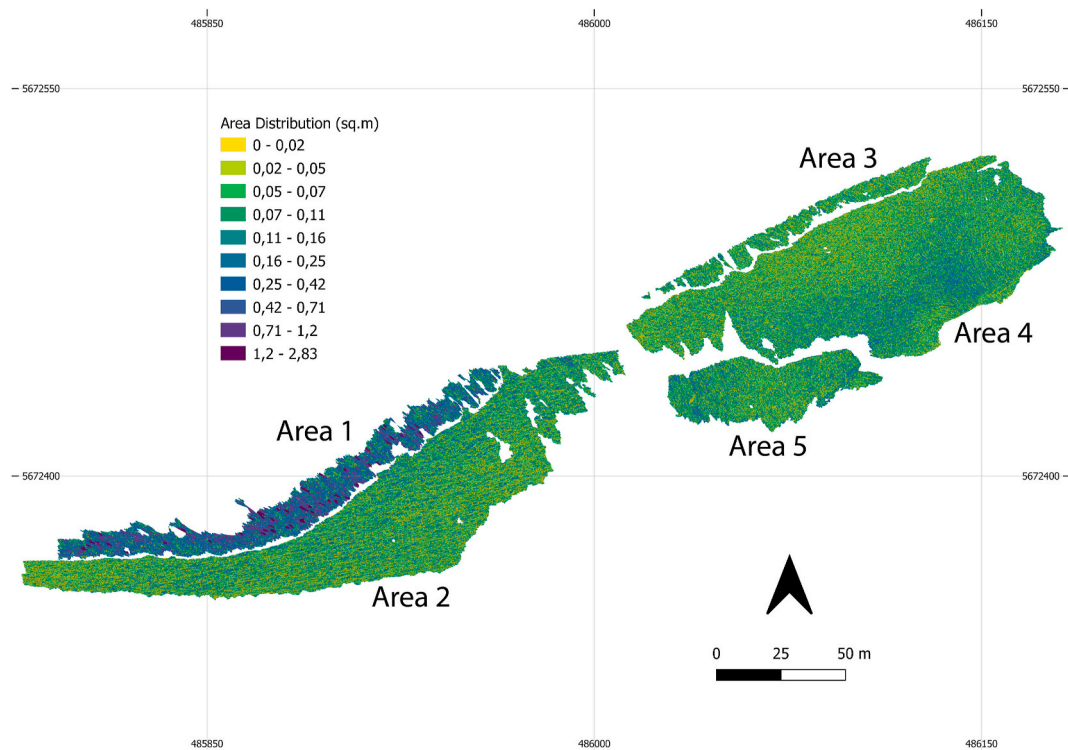 485850 486000 486150
5672550 5672550
Area Distribution (sq.m)
0 - 0,02
0,02 - 0,05
0,05 - 0,07
0,07 - 0,11
0,11 - 0,16
0,16 - 0,25
0,25 - 0,42
0,42 - 0,71
0,71 - 1,2
1,2 - 2,83
Area 3
Area 4
Area 1
Area 5
5672400 5672400
Area 2
0 25 50 m
485850 486000 486150